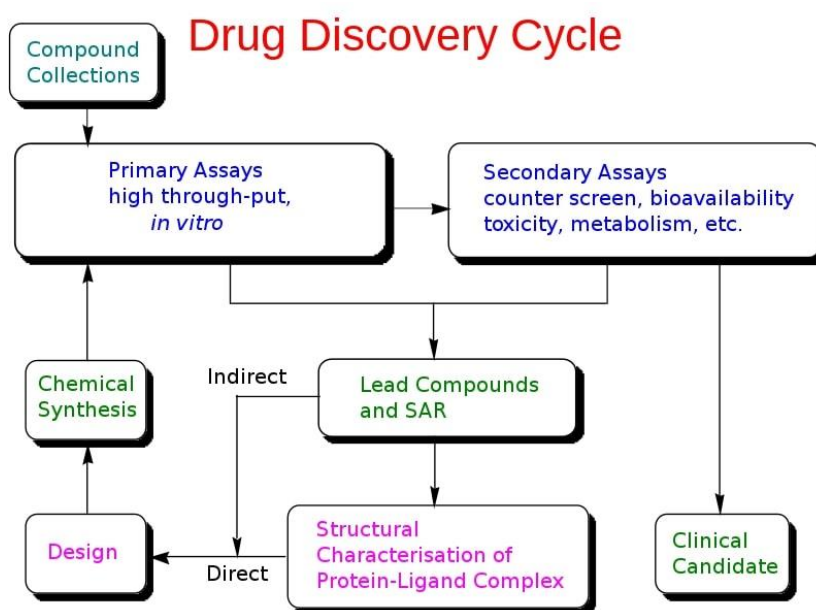 Drug Discovery Cycle
Compound
Collections
Primary Assays
high through-put,
in vitro
Secondary Assays
counter screen, bioavailability
toxicity, metabolism, etc.
Chemical
Synthesis
Indirect
Lead Compounds
and SAR
Design
Direct
Structural
Characterisation of
Protein-Ligand Complex
Clinical
Candidate